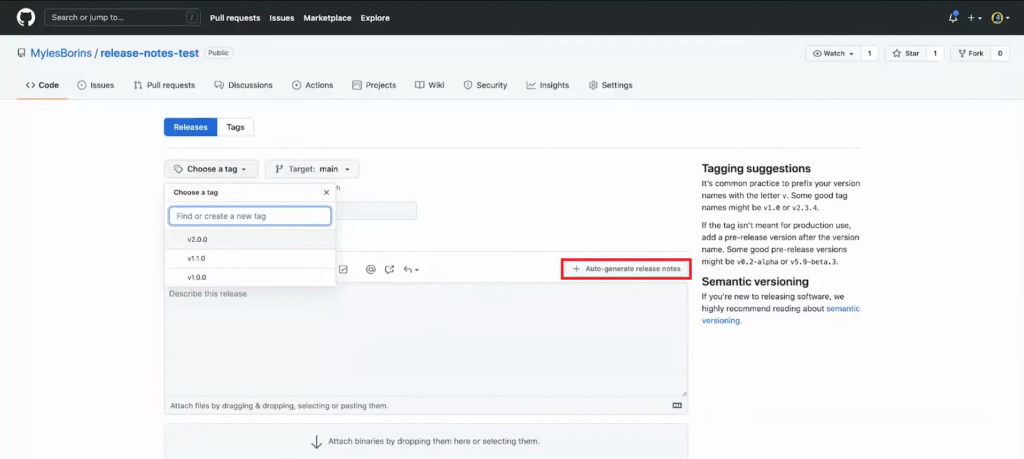 Search or jump to... /
Pull requests Issues Marketplace Explore
MylesBorins / release-notes-test Public
Watch 1 Star 1 Fork 0
Code Issues Pull requests Discussions Actions Projects Wiki Security Insights Settings
Releases Tags
Choose a tag Target: main
Choose a tag
Find or create a new tag
v2.0.0
v1.1.0
v1.0.0
+ Auto-generate release notes
Describe this release
Attach files by dragging & dropping, selecting or pasting them.
Attach binaries by dropping them here or selecting them.
Tagging suggestions
It's common practice to prefix your version
names with the letter v. Some good tag
names might be v1.0 or v2.3.4.
If the tag isn't meant for production use,
add a pre-release version after the version
name. Some good pre-release versions
might be v0.2-alpha or v5.9-beta.3.
Semantic versioning
If you're new to releasing software, we
highly recommend reading about semantic
versioning.